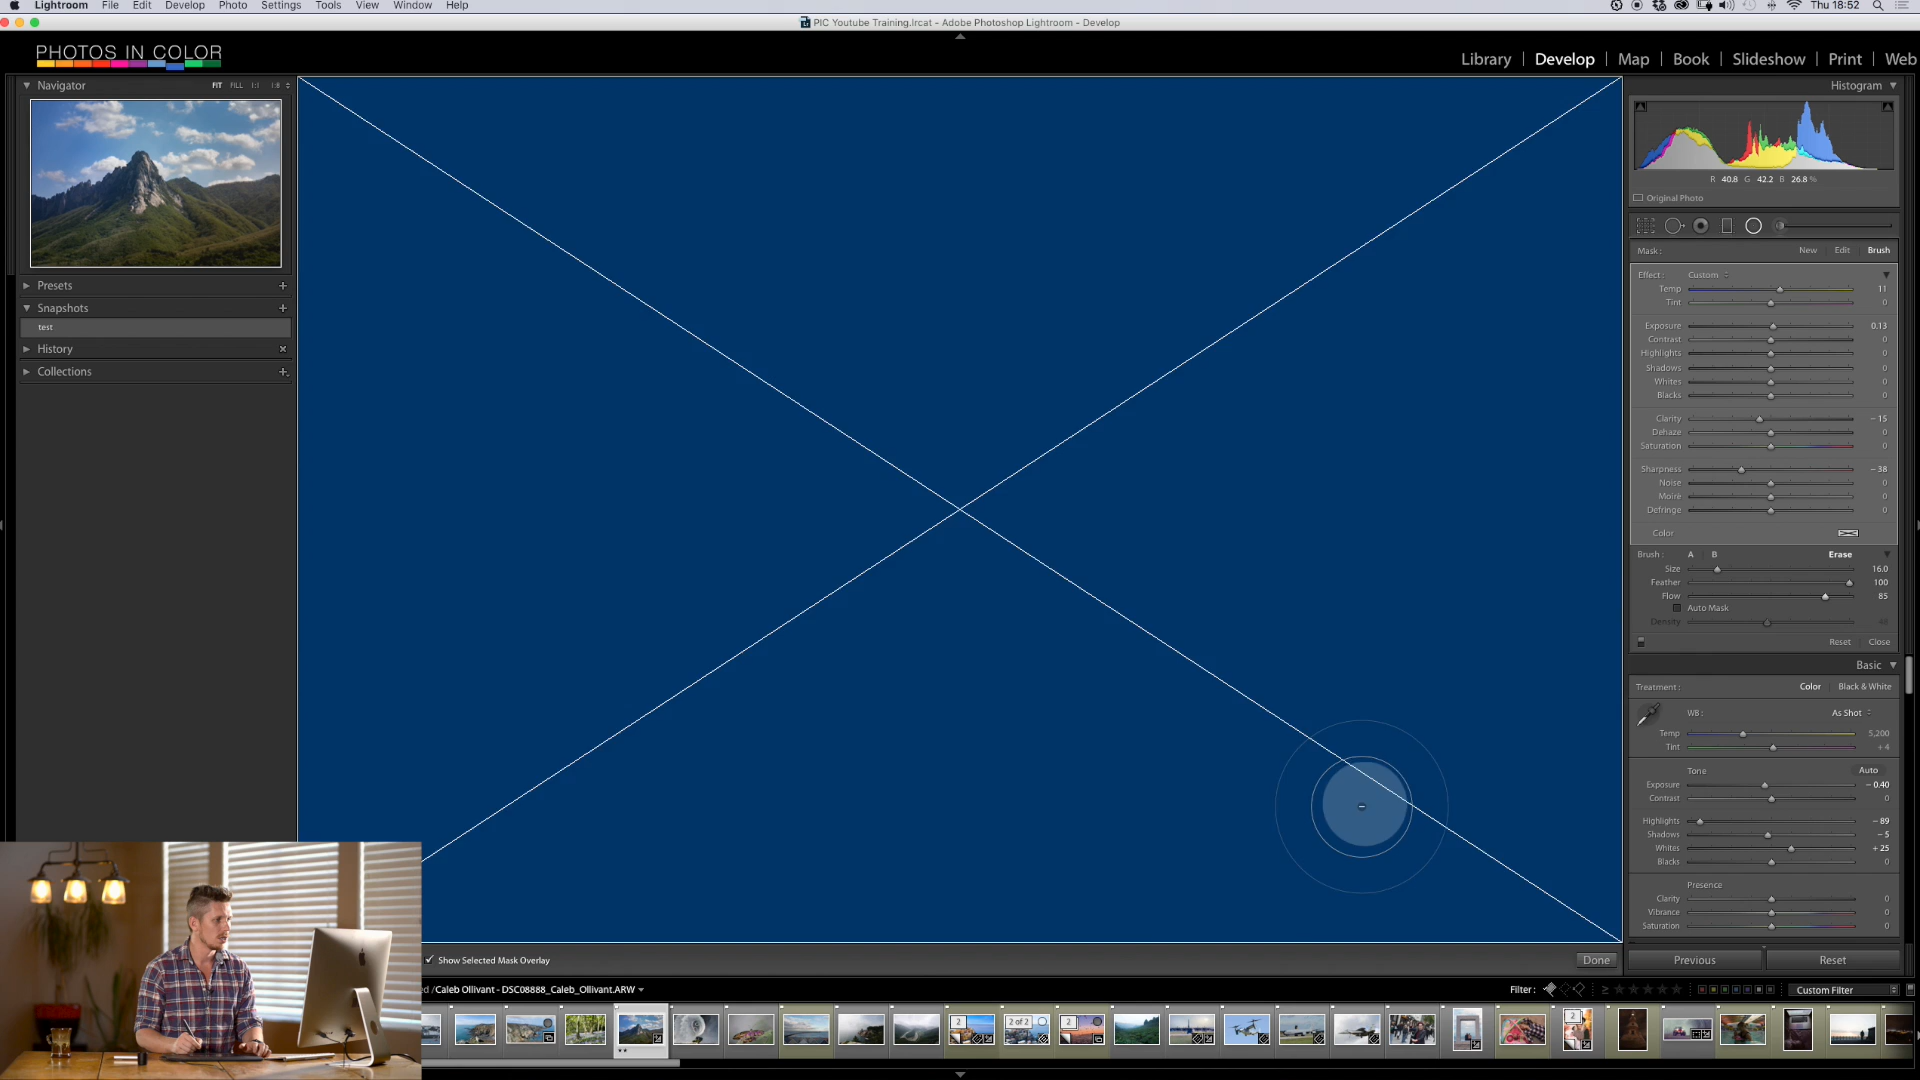 Lightroom File Edit Develop Photo Settings Tools View Window Help Thu 18:52
PIC Youtube Training.lrcat - Adobe Photoshop Lightroom - Develop
PHOTOS IN COLOR
Library Develop Map Book Slideshow Print Web
Navigator FIT FILL 1:1 1:8
Presets
Snapshots
test
History
Collections
Histogram
R 40.8 G 42.2 B 26.8 %
Original Photo
Mask : New Edit Brush
Effect : Custom
Temp 11
Tint 0
Exposure 0.13
Contrast 0
Highlights 0
Shadows 0
Whites 0
Blacks 0
Clarity – 15
Dehaze 0
Saturation 0
Sharpness – 38
Noise 0
Moiré 0
Defringe 0
Color
Brush : A B Erase
Size 16.0
Feather 100
Flow 85
Auto Mask
Density
Reset Close
Basic
Treatment : Color Black & White
WB : As Shot
Temp 5,200
Tint + 4
Tone Auto
Exposure – 0.40
Contrast 0
Highlights – 89
Shadows – 5
Whites + 25
Blacks 0
Presence
Clarity 0
Vibrance 0
Saturation 0
Show Selected Mask Overlay Done
Previous Reset
/Caleb Ollivant - DSC08888_Caleb_Ollivant.ARW
Filter : Custom Filter
2
2 of 2
2
2